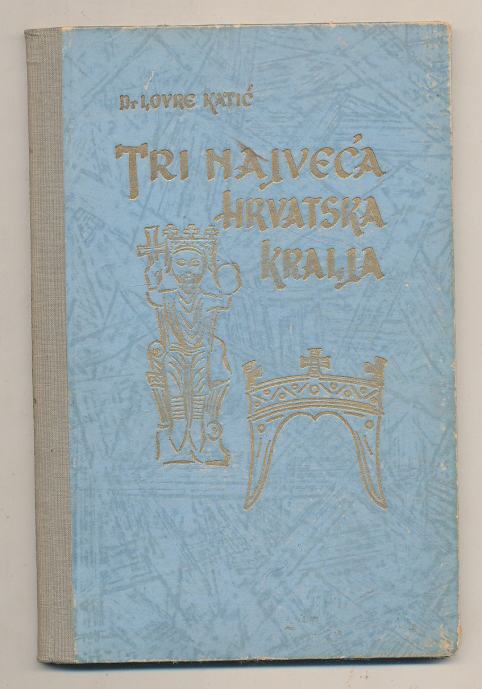 Dr LOVRE KATIĆ
TRI NAJVEĆA
HRVATSKA
KRALJA